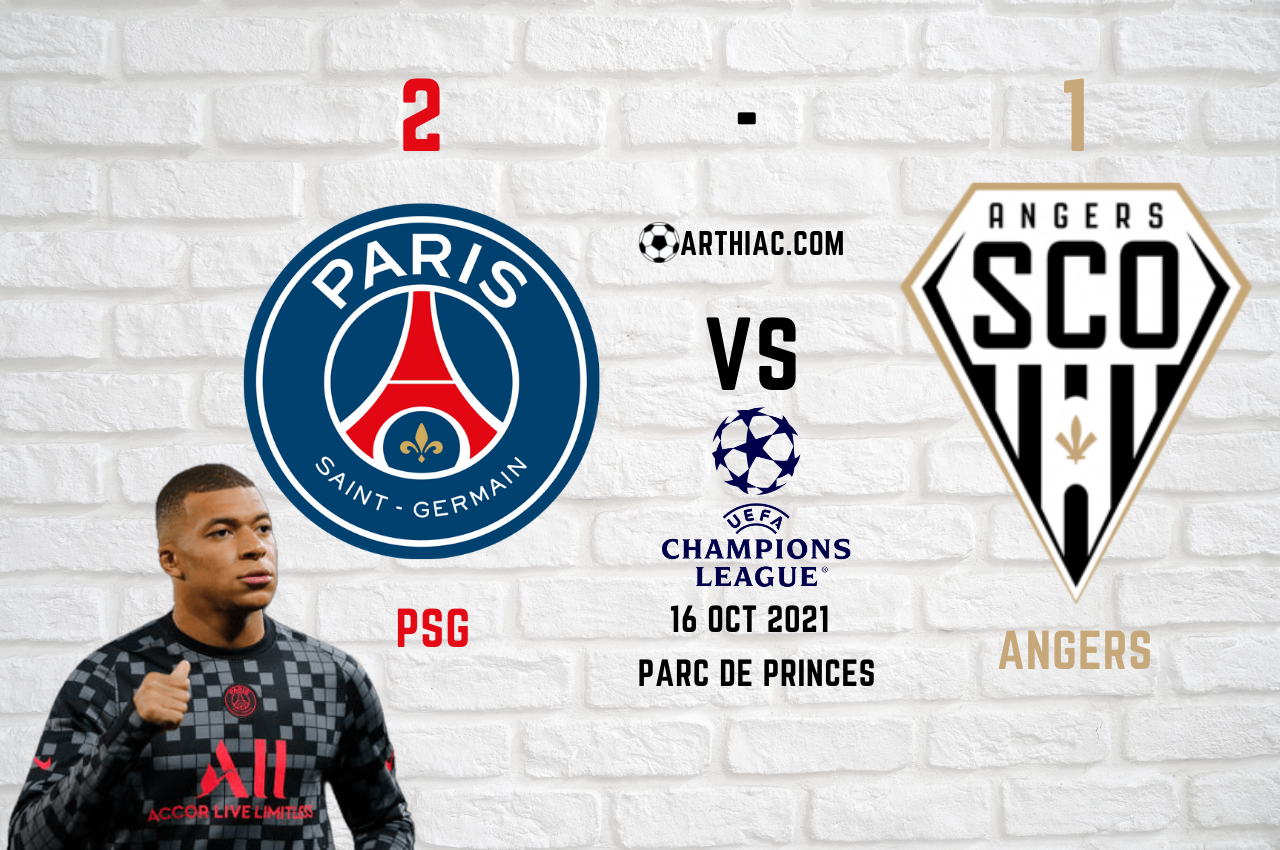 2 - 1
ARTHIAC.COM
PARIS
SAINT - GERMAIN
ANGERS
SCO
VS
UEFA
CHAMPIONS
LEAGUE®
16 OCT 2021
PARC DE PRINCES
PSG
ANGERS
PARIS
ALL
ACCOR LIVE LIMITLESS